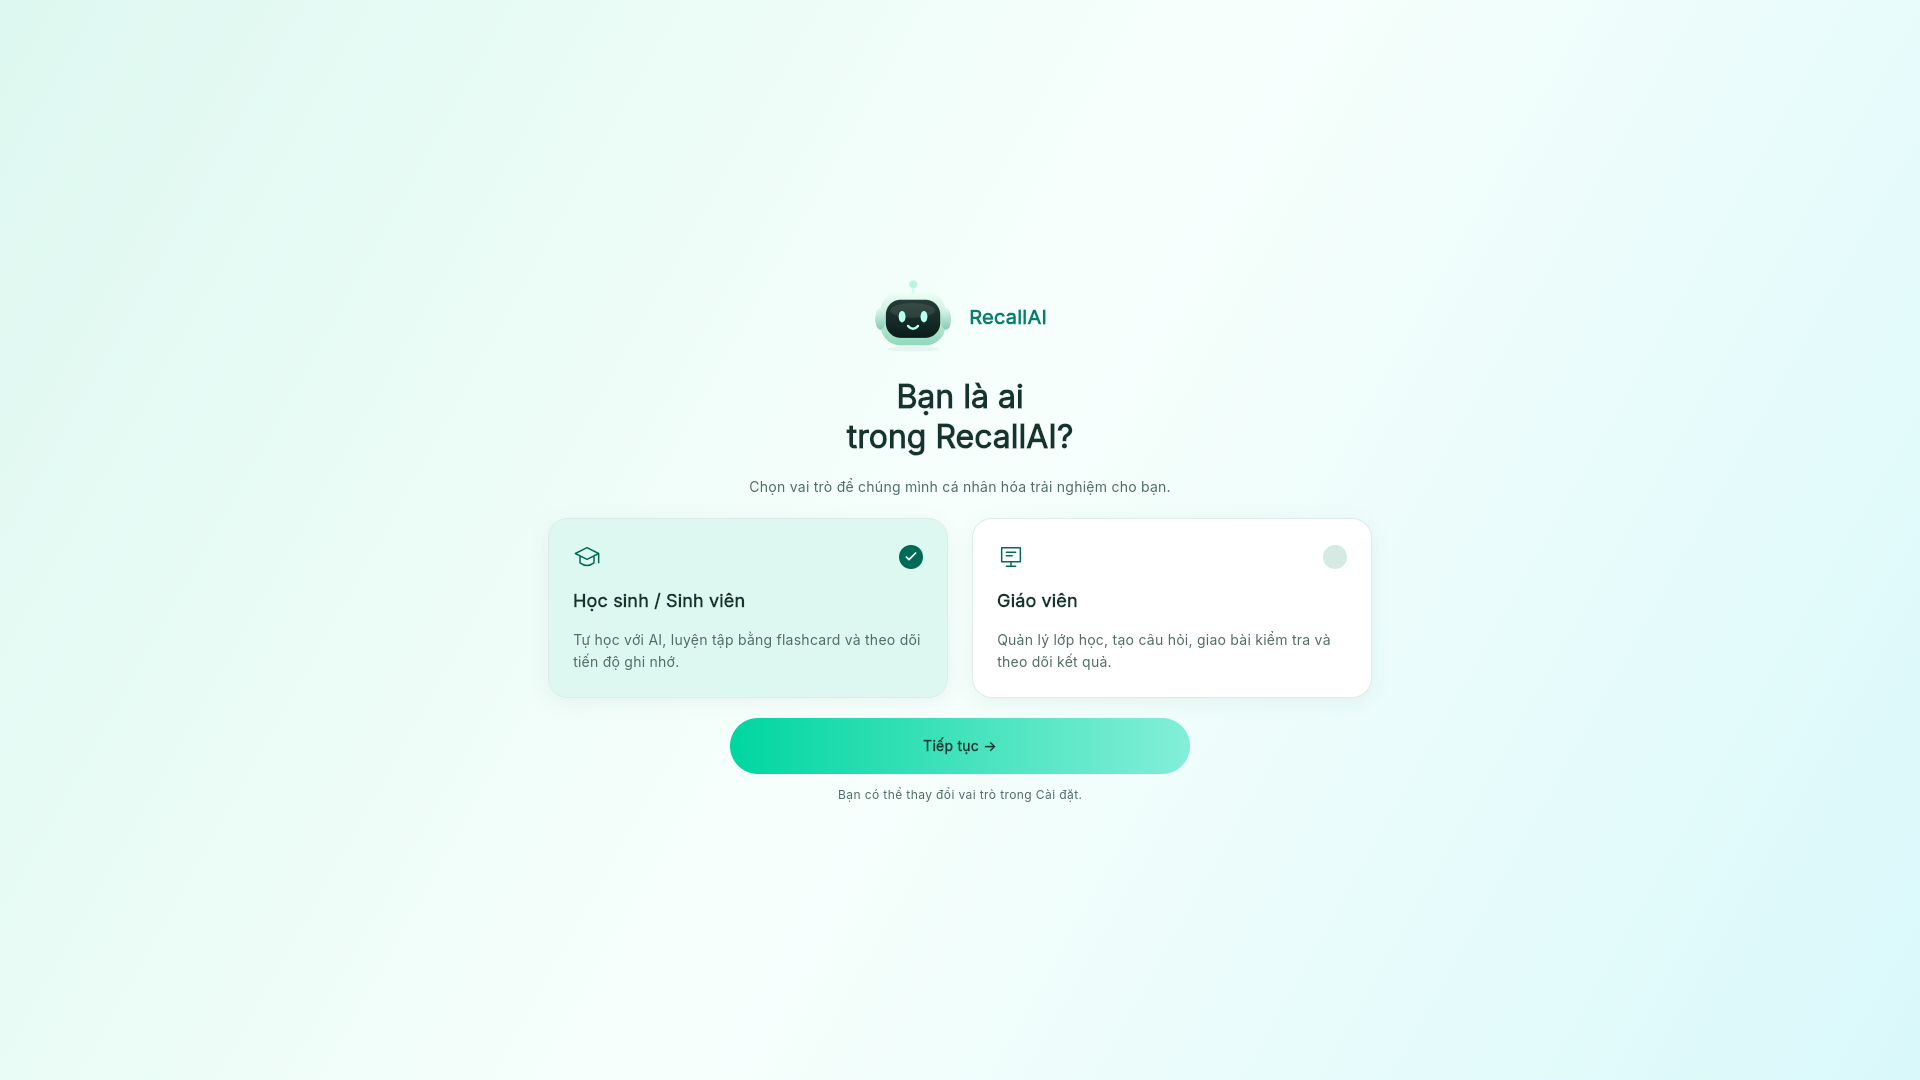 RecallAI
Bạn là ai
trong RecallAI?
Chọn vai trò để chúng mình cá nhân hóa trải nghiệm cho bạn.
Học sinh / Sinh viên
Tự học với AI, luyện tập bằng flashcard và theo dõi
tiến độ ghi nhớ.
Giáo viên
Quản lý lớp học, tạo câu hỏi, giao bài kiểm tra và
theo dõi kết quả.
Tiếp tục →
Bạn có thể thay đổi vai trò trong Cài đặt.